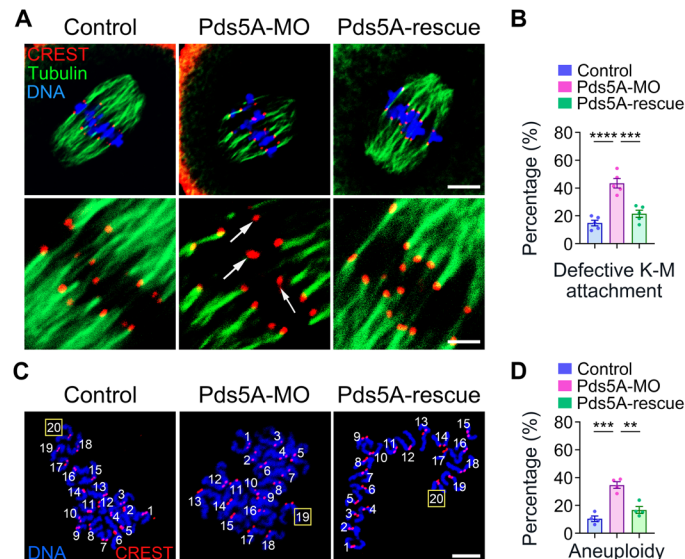 A
Control
Pds5A-MO
Pds5A-rescue
CREST
Tubulin
DNA
B
Control
Pds5A-MO
Pds5A-rescue
Percentage (%)
80
60
40
20
0
**** ***
Defective K-M
attachment
C
Control
Pds5A-MO
Pds5A-rescue
20
19
18
17
16
15
14
13
12
11
10
9
8
7
6
5
4
3
2
1
DNA
CREST
1
2
3
4
5
6
7
8
9
10
11
12
13
14
15
16
17
18
19
1
2
3
4
5
6
7
8
9
10
11
12
13
14
15
16
17
18
19
20
D
Control
Pds5A-MO
Pds5A-rescue
Percentage (%)
80
60
40
20
0
*** **
Aneuploidy